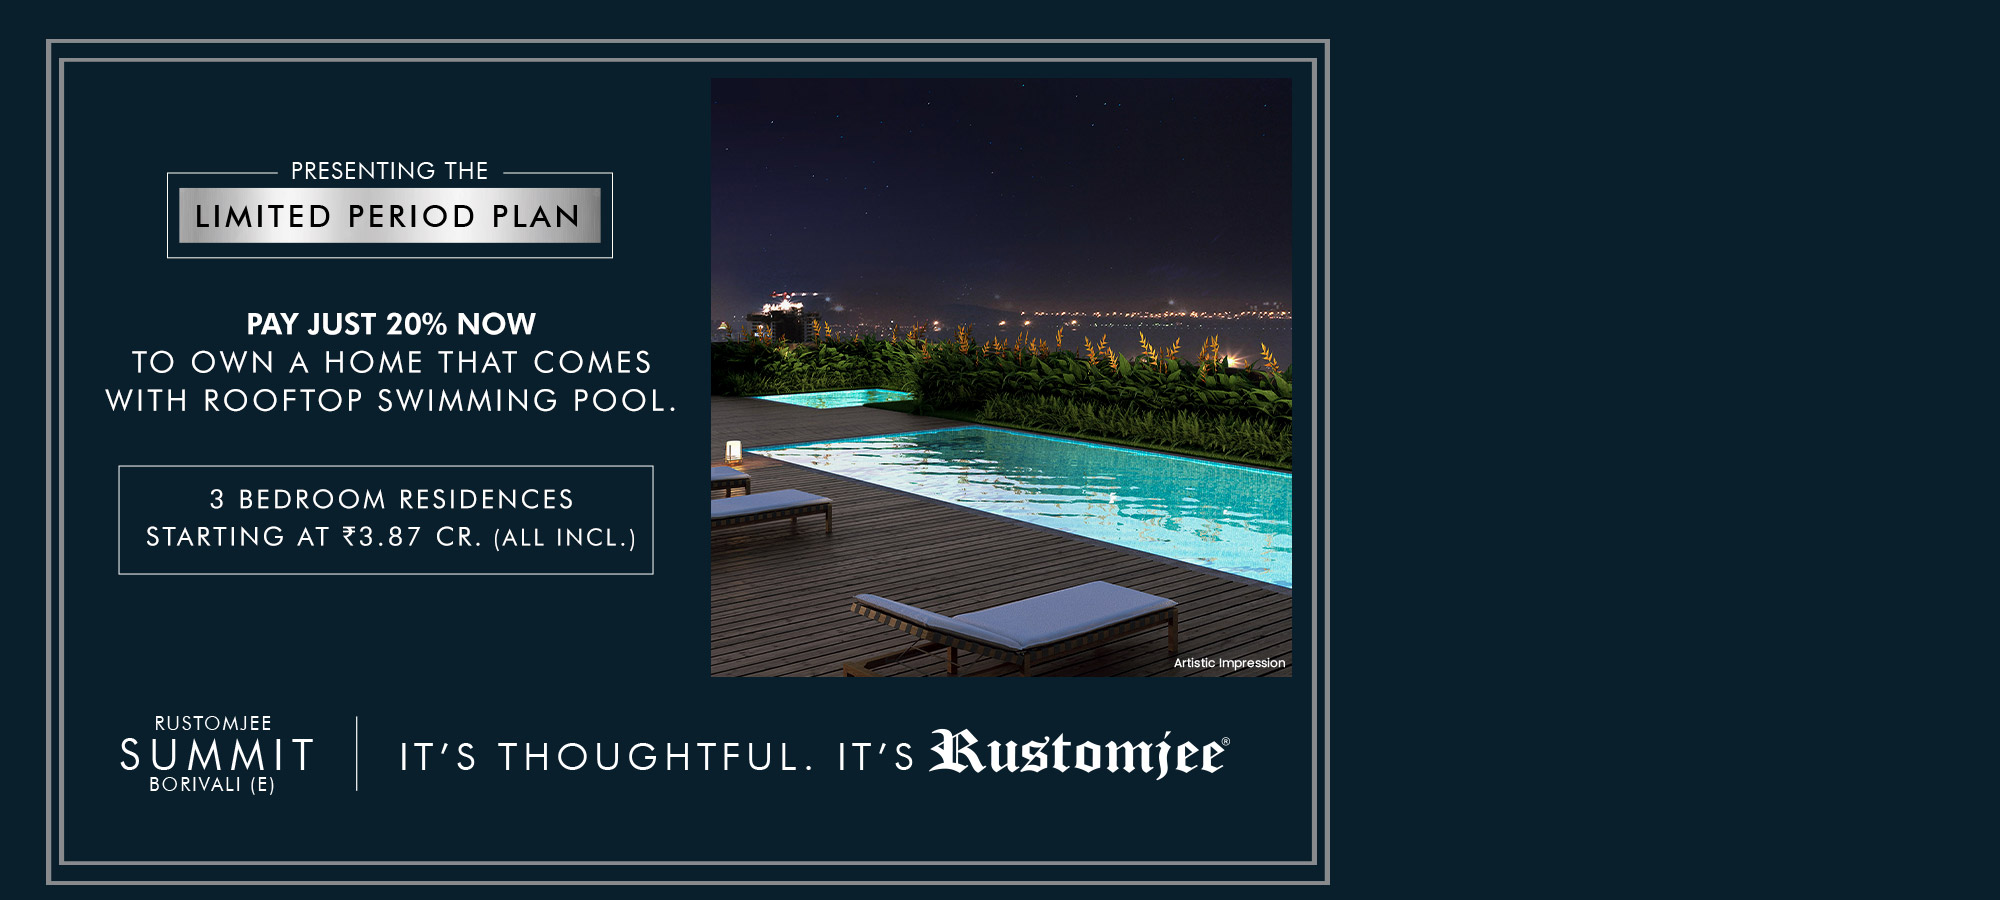 PRESENTING THE
LIMITED PERIOD PLAN
PAY JUST 20% NOW
TO OWN A HOME THAT COMES
WITH ROOFTOP SWIMMING POOL.
3 BEDROOM RESIDENCES
STARTING AT ₹3.87 CR. (ALL INCL.)
Artistic Impression
RUSTOMJEE
SUMMIT
BORIVALI (E)
IT'S THOUGHTFUL. IT'S Rustomjee®